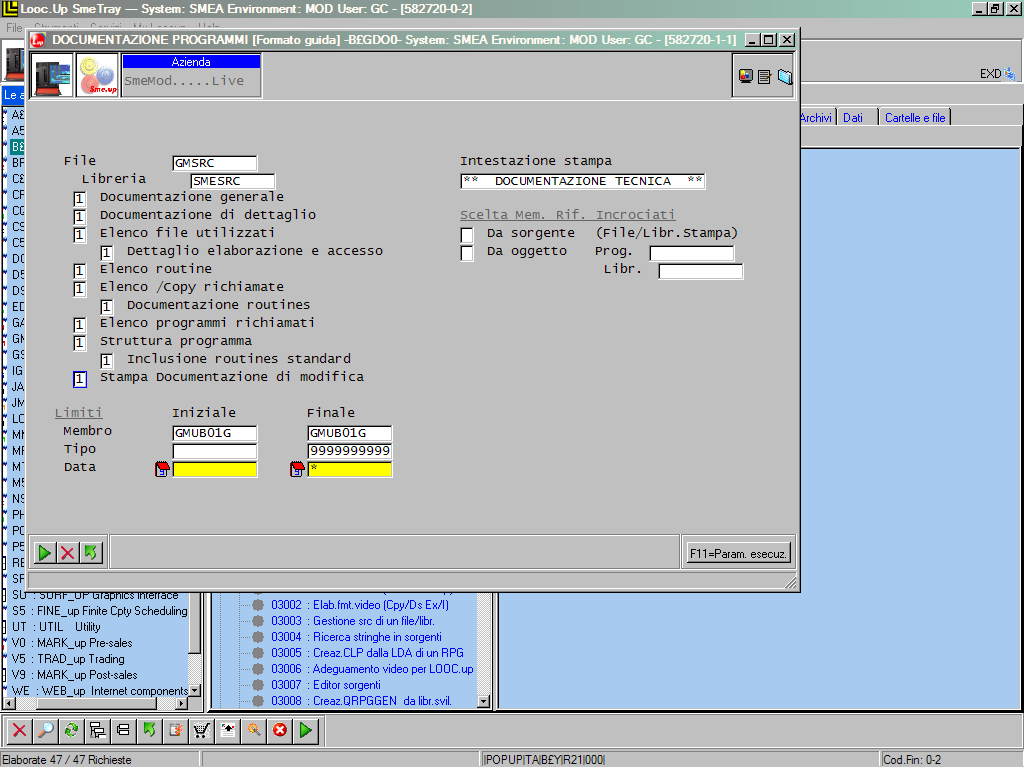 Looc.Up SmeTray — System: SMEA Environment: MOD User: GC - [582720-0-2]
DOCUMENTAZIONE PROGRAMMI [Formato guida] -B£GDO0- System: SMEA Environment: MOD User: GC - [582720-1-1]
Azienda
SmeMod.....Live
Sme.up
EXD
Le a
Archivi Dati Cartelle e file
File GMSRC
Libreria SMESRC
1 Documentazione generale
1 Documentazione di dettaglio
1 Elenco file utilizzati
1 Dettaglio elaborazione e accesso
1 Elenco routine
1 Elenco /Copy richiamate
1 Documentazione routines
1 Elenco programmi richiamati
1 Struttura programma
1 Inclusione routines standard
1 Stampa Documentazione di modifica
Intestazione stampa
** DOCUMENTAZIONE TECNICA **
Scelta Mem. Rif. Incrociati
Da sorgente (File/Libr.Stampa)
Da oggetto Prog.
Libr.
Limiti Iniziale Finale
Membro GMUB01G GMUB01G
Tipo 9999999999
Data *
F11=Param. esecuz.
SU : SURF_UP Graphics Interface
S5 : FINE_up Finite Cpty Scheduling
UT : UTIL Utility
V0 : MARK_up Pre-sales
V5 : TRAD_up Trading
V9 : MARK_up Post-sales
WE : WEB_up Internet components
03002 : Elab.fmt.video (Cpy/Ds Ex/I)
03003 : Gestione src di un file/libr.
03004 : Ricerca stringhe in sorgenti
03005 : Creaz.CLP dalla LDA di un RPG
03006 : Adeguamento video per LOOC.up
03007 : Editor sorgenti
03008 : Creaz.QRPGGEN da libr.svil.
Elaborate 47 / 47 Richieste
|POPUP|TA|B£Y|R21|000|
Cod.Fin: 0-2